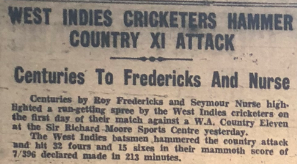 WEST INDIES CRICKETERS HAMMER
COUNTRY XI ATTACK
Centuries To Fredericks And Nurse
Centuries by Roy Fredericks and Seymour Nurse high-
lighted a run-getting spree by the West Indies cricketers on
the first day of their match against a W.A. Country Eleven
at the Sir Richard Moore Sports Centre yesterday.
The West Indies batsmen hammered the country attack
and hit 32 fours and 15 sixes in their mammoth score of
7/396 declared made in 213 minutes.